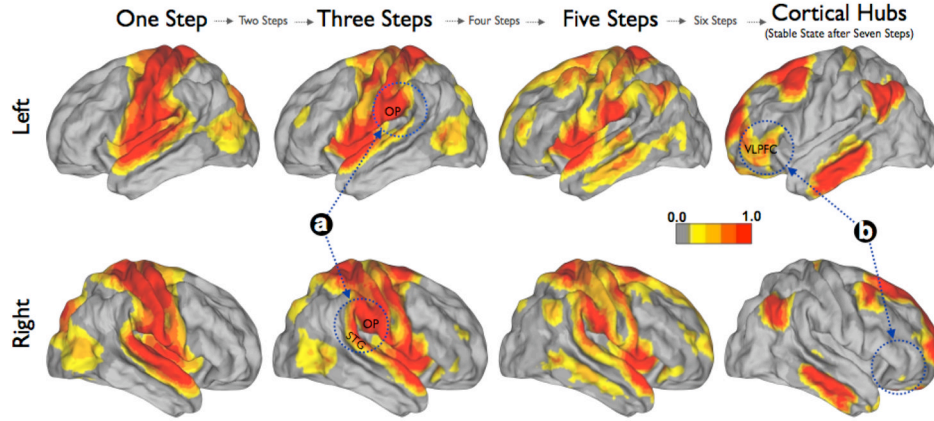 One Step Two Steps Three Steps Four Steps Five Steps Six Steps Cortical Hubs
(Stable State after Seven Steps)
Left
OP
VLPFC
a
0.0 1.0
b
Right
OP
STG